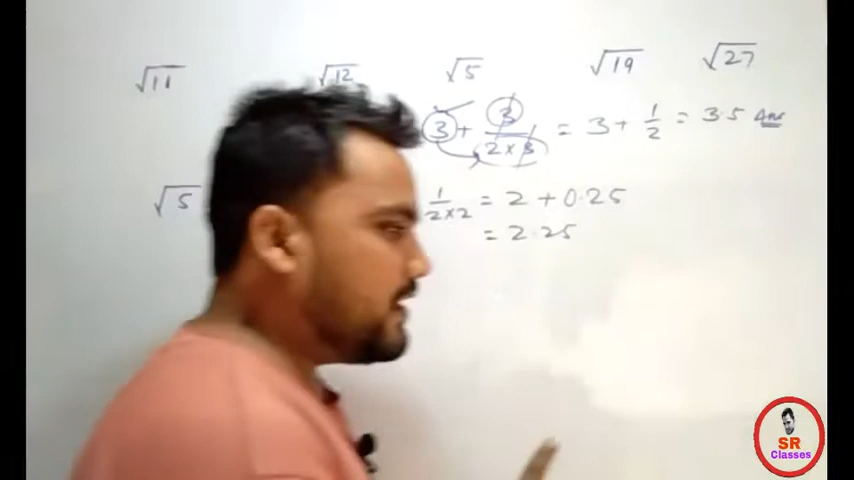 √11 √12 √5 √19 √27
3 + 3/(2×3) = 3 + 1/2 = 3.5 Ans
√5 1/(2×2) = 2 + 0.25
= 2.25
SR
Classes